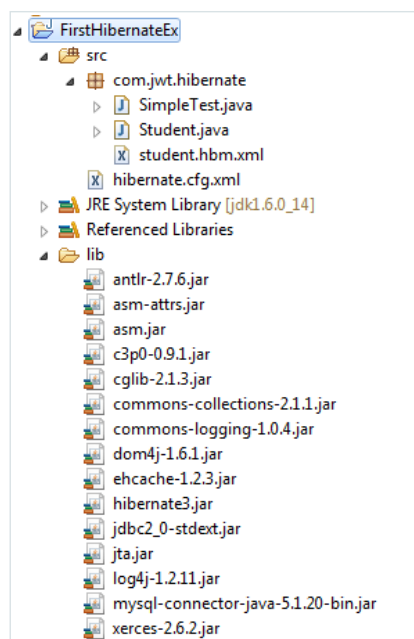 FirstHibernateEx
src
com.jwt.hibernate
SimpleTest.java
Student.java
student.hbm.xml
hibernate.cfg.xml
JRE System Library [jdk1.6.0_14]
Referenced Libraries
lib
antlr-2.7.6.jar
asm-attrs.jar
asm.jar
c3p0-0.9.1.jar
cglib-2.1.3.jar
commons-collections-2.1.1.jar
commons-logging-1.0.4.jar
dom4j-1.6.1.jar
ehcache-1.2.3.jar
hibernate3.jar
jdbc2_0-stdext.jar
jta.jar
log4j-1.2.11.jar
mysql-connector-java-5.1.20-bin.jar
xerces-2.6.2.jar